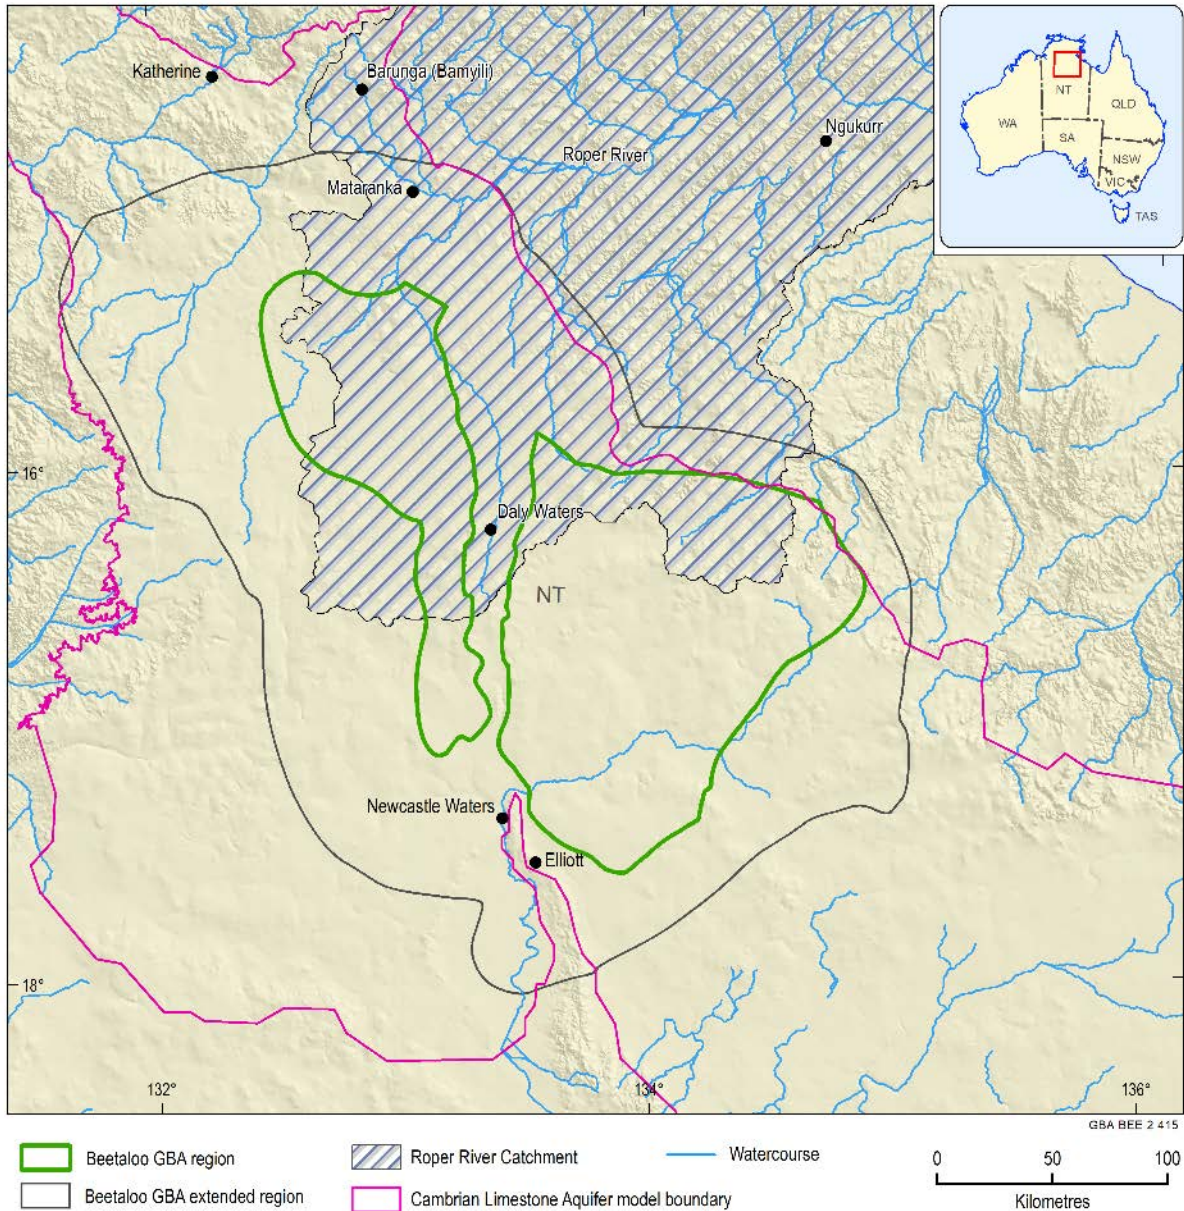 Katherine
Barunga (Bamyili)
Ngukurr
Roper River
Mataranka
NT
QLD
WA
SA
NSW
VIC
TAS
16°
Daly Waters
NT
Newcastle Waters
Elliott
18°
132°
134°
136°
GBA BEE 2 415
Beetaloo GBA region
Roper River Catchment
Watercourse
Beetaloo GBA extended region
Cambrian Limestone Aquifer model boundary
0 50 100
Kilometres